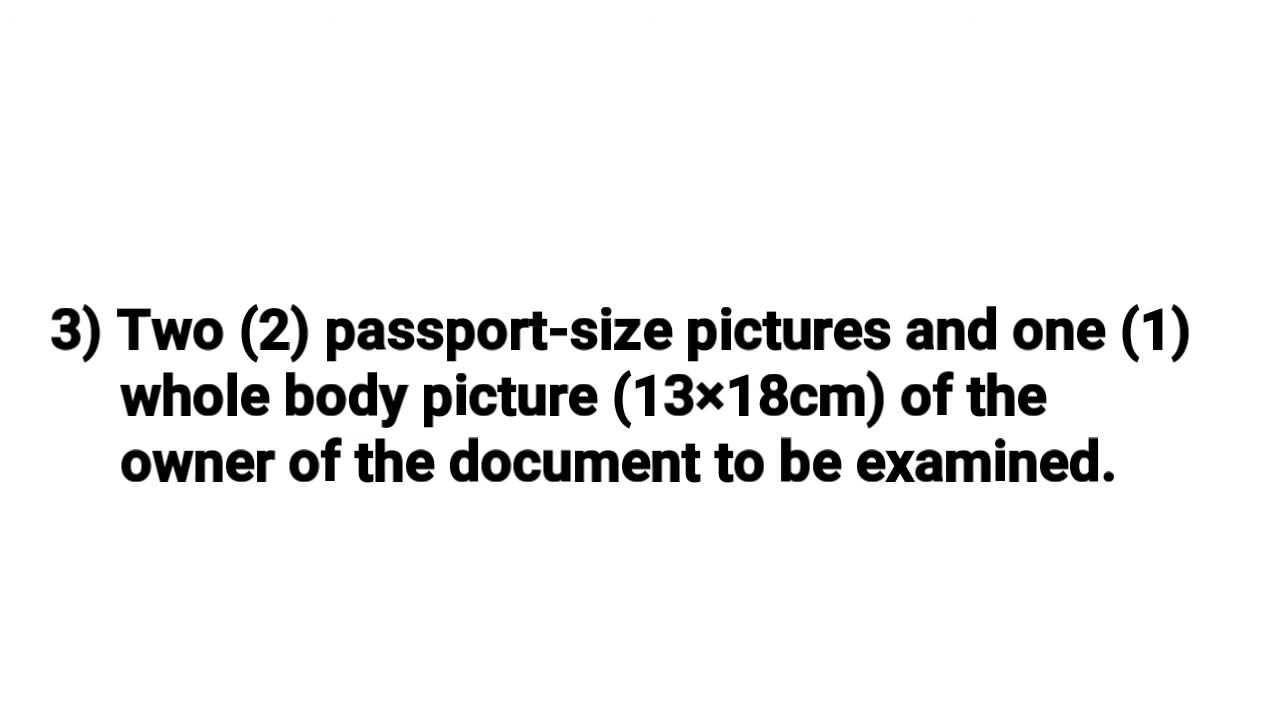 3) Two (2) passport-size pictures and one (1)
whole body picture (13×18cm) of the
owner of the document to be examined.